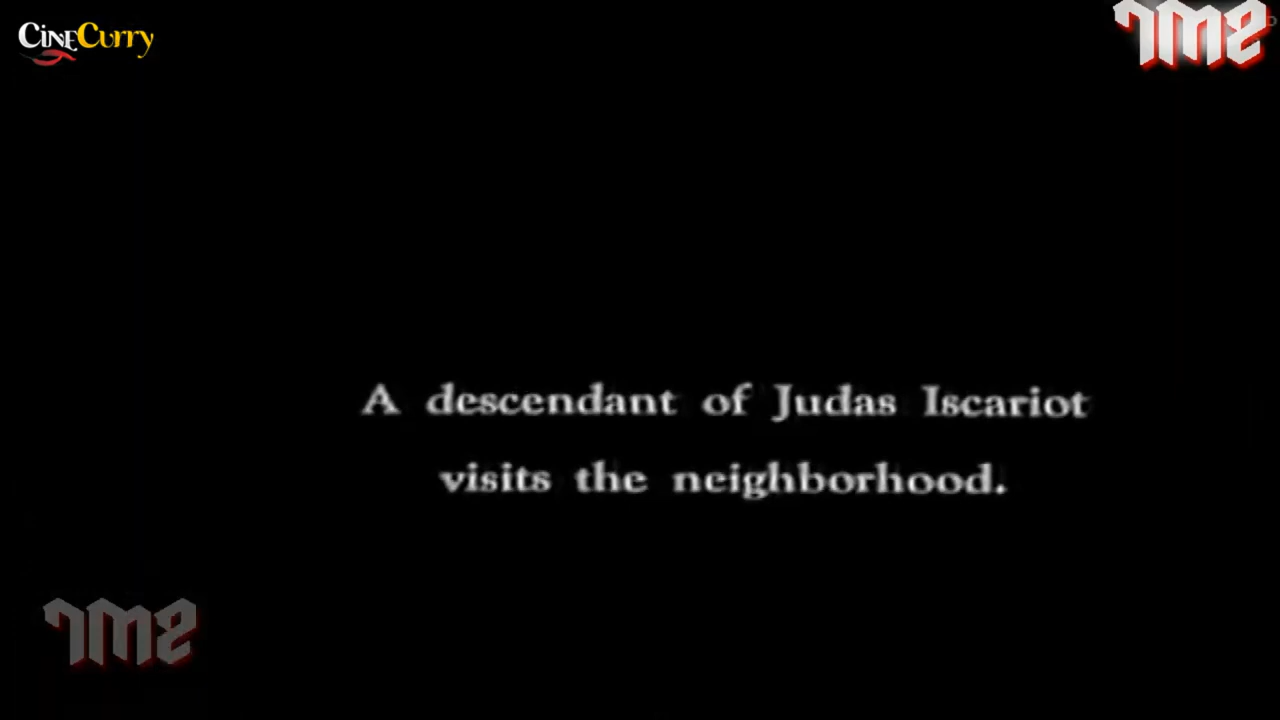 CineCurry
A descendant of Judas Iscariot
visits the neighborhood.